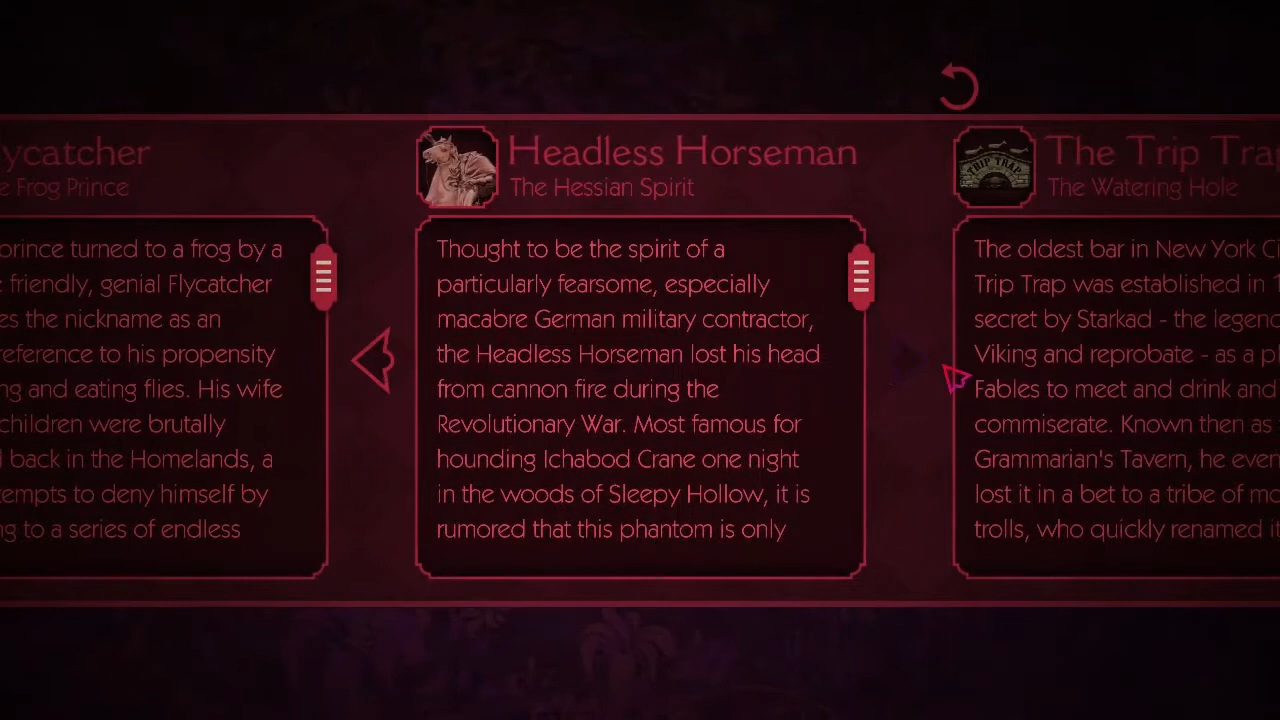 ycatcher
Frog Prince
prince turned to a frog by a
friendly, genial Flycatcher
the nickname as an
reference to his propensity
and eating flies. His wife
children were brutally
back in the Homelands, a
to deny himself by
to a series of endless
Headless Horseman
The Hessian Spirit
Thought to be the spirit of a
particularly fearsome, especially
macabre German military contractor,
the Headless Horseman lost his head
from cannon fire during the
Revolutionary War. Most famous for
hounding Ichabod Crane one night
in the woods of Sleepy Hollow, it is
rumored that this phantom is only
TRIP TRAP
The Trip Tra
The Watering Hole
The oldest bar in New York
Trip Trap was established in
secret by Starkad - the
Viking and reprobate - as a
Fables to meet and drink and
commiserate. Known then as
Grammarian's Tavern, he
lost it in a bet to a tribe of
trolls, who quickly renamed